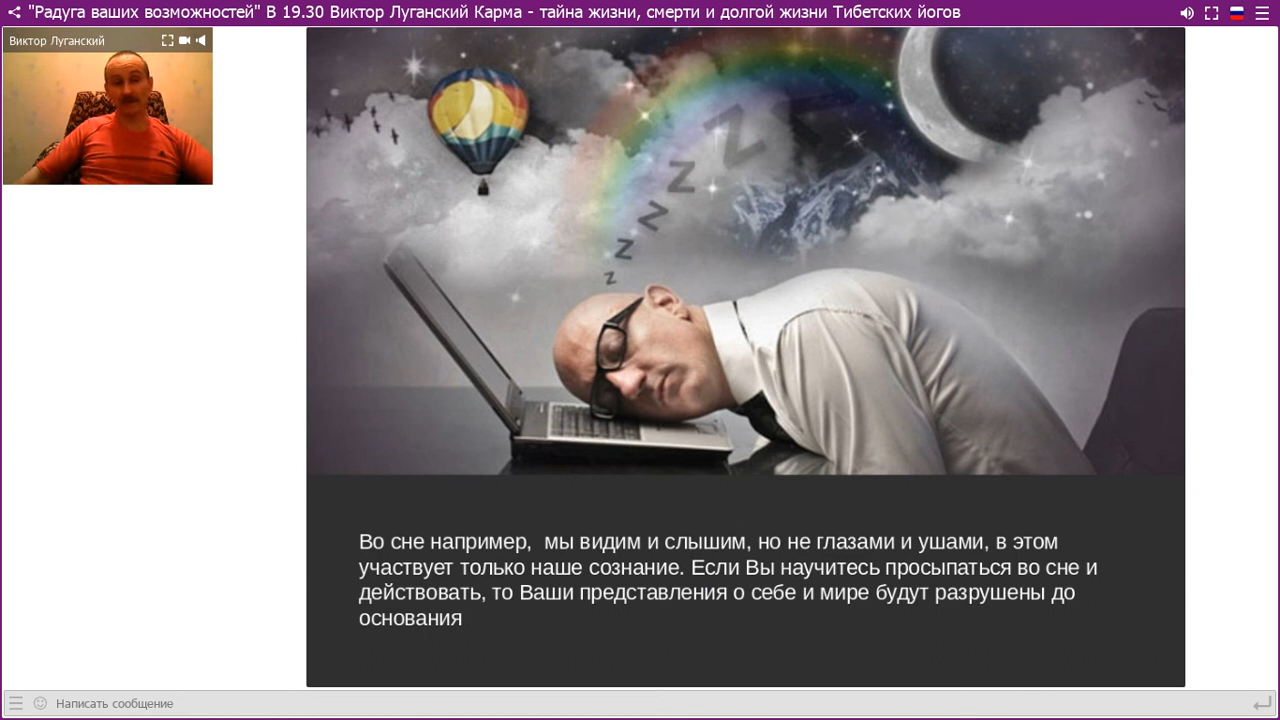 "Радуга ваших возможностей" В 19.30 Виктор Луганский Карма - тайна жизни, смерти и долгой жизни Тибетских йогов
Виктор Луганский
Z
Z
Z
Z
z
z
Во сне например, мы видим и слышим, но не глазами и ушами, в этом
участвует только наше сознание. Если Вы научитесь просыпаться во сне и
действовать, то Ваши представления о себе и мире будут разрушены до
основания
Написать сообщение